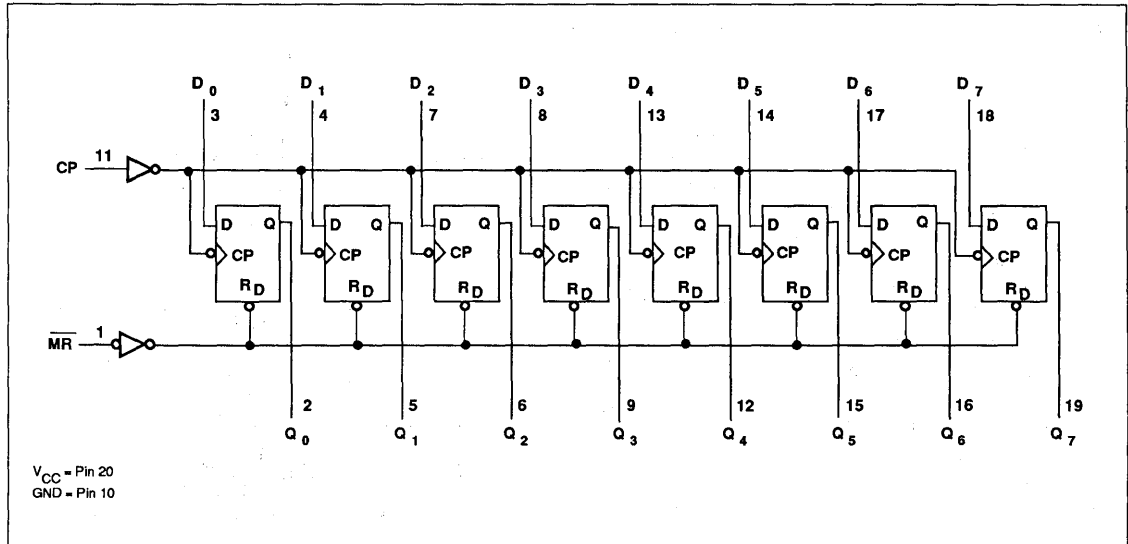 D0 D1 D2 D3 D4 D5 D6 D7
3 4 7 8 13 14 17 18
CP 11
D Q D Q D Q D Q D Q D Q D Q D Q
CP CP CP CP CP CP CP CP
RD RD RD RD RD RD RD RD
MR 1
2 5 6 9 12 15 16 19
Q0 Q1 Q2 Q3 Q4 Q5 Q6 Q7
VCC = Pin 20
GND = Pin 10